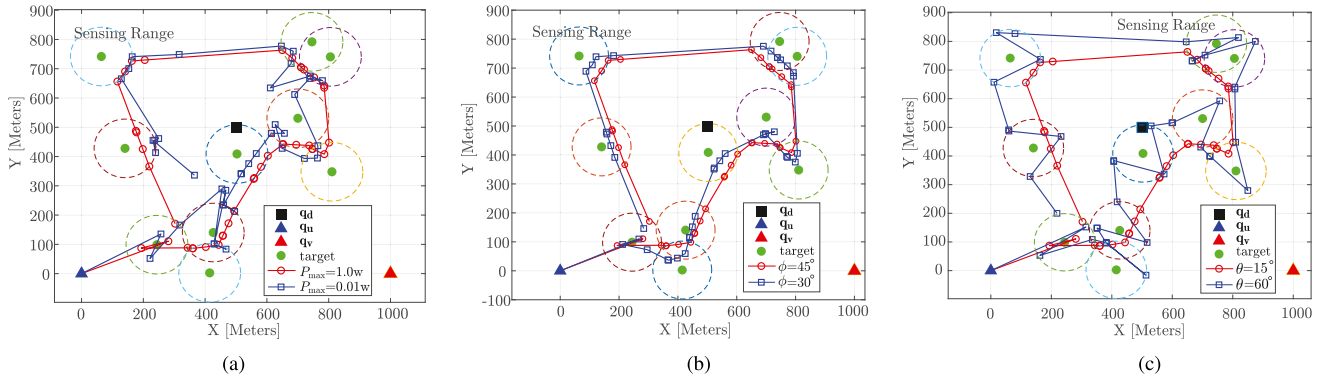 900
800
700
600
500
400
300
200
100
0
Y [Meters]
0 200 400 600 800 1000
X [Meters]
Sensing Range
q_d
q_u
q_v
target
P_max=1.0w
P_max=0.01w
(a)
900
800
700
600
500
400
300
200
100
0
-100
Y [Meters]
0 200 400 600 800 1000
X [Meters]
Sensing Range
q_d
q_u
q_v
target
ϕ=45°
ϕ=30°
(b)
900
800
700
600
500
400
300
200
100
0
Y [Meters]
0 200 400 600 800 1000
X [Meters]
Sensing Range
q_d
q_u
q_v
target
θ=15°
θ=60°
(c)